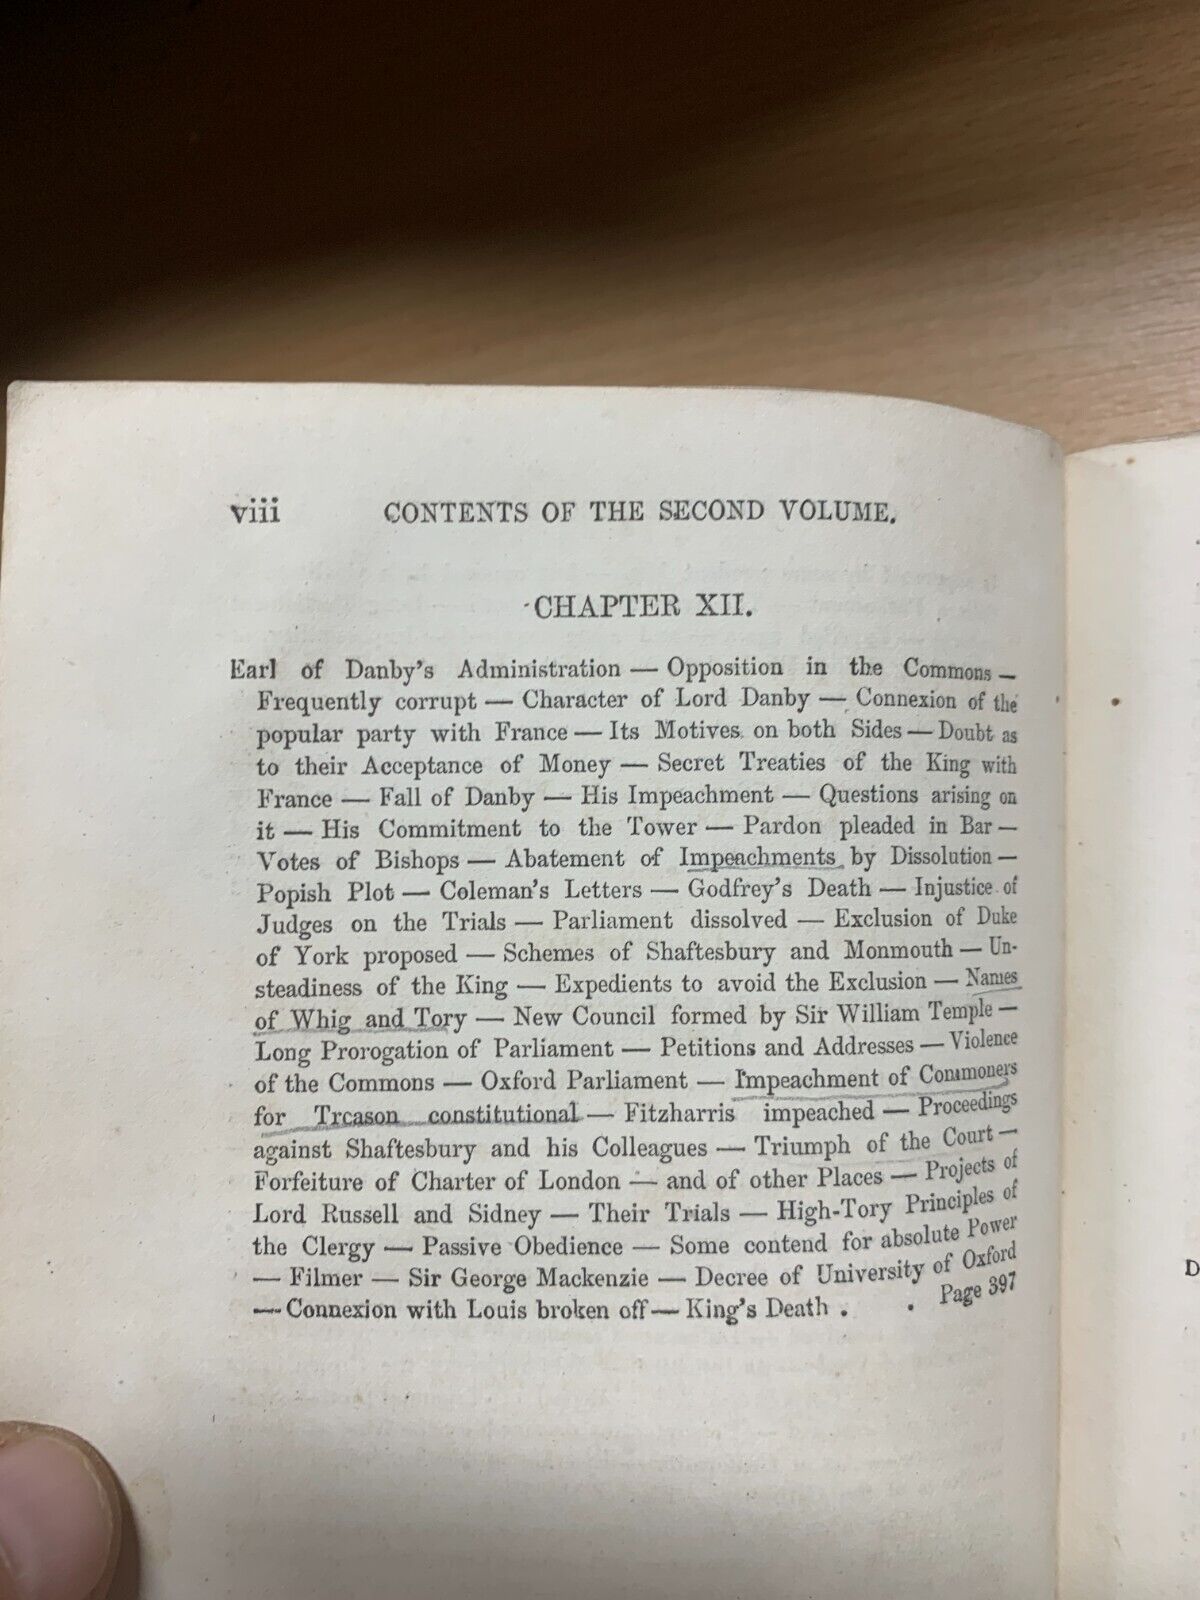 viii CONTENTS OF THE SECOND VOLUME.
CHAPTER XII.
Earl of Danby's Administration — Opposition in the Commons —
Frequently corrupt — Character of Lord Danby — Connexion of the
popular party with France — Its Motives on both Sides — Doubt as
to their Acceptance of Money — Secret Treaties of the King with
France — Fall of Danby — His Impeachment — Questions arising on
it — His Commitment to the Tower — Pardon pleaded in Bar —
Votes of Bishops — Abatement of Impeachments by Dissolution —
Popish Plot — Coleman's Letters — Godfrey's Death — Injustice of
Judges on the Trials — Parliament dissolved — Exclusion of Duke
of York proposed — Schemes of Shaftesbury and Monmouth — Un-
steadiness of the King — Expedients to avoid the Exclusion — Names
of Whig and Tory — New Council formed by Sir William Temple —
Long Prorogation of Parliament — Petitions and Addresses — Violence
of the Commons — Oxford Parliament — Impeachment of Commoners
for Treason constitutional — Fitzharris impeached — Proceedings
against Shaftesbury and his Colleagues — Triumph of the Court —
Forfeiture of Charter of London — and of other Places — Projects of
Lord Russell and Sidney — Their Trials — High-Tory Principles of
the Clergy — Passive Obedience — Some contend for absolute Power
— Filmer — Sir George Mackenzie — Decree of University of Oxford
— Connexion with Louis broken off — King's Death . . Page 397
D